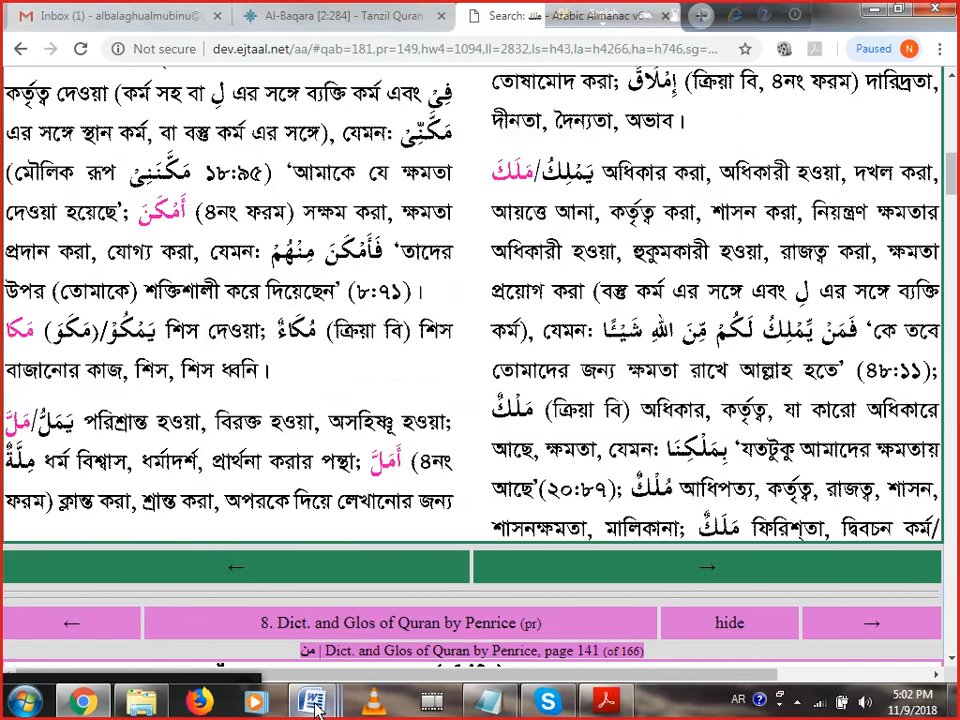 Inbox () - albalaghualmubinu@
Al-Baqara [2:284] - Tanzil Quran
Search: ملك - Arabic Almanac v6.
Not secure
dev.ejtaal.net/aa/#qab=181,pr=149,hw4=1094,ll=2832,ls=h43,la=h4266,ha=h746,sg=...
Paused
N
কর্তৃত্ব দেওয়া (কর্ম সহ বা لِ এর সঙ্গে ব্যক্তি কর্ম এবং فِىْ
এর সঙ্গে স্থান কর্ম, বা বস্তু কর্ম এর সঙ্গে), যেমন: مَكَّنِّىْ
(মৌলিক রূপ مَكَّنَنِىْ ১৮:৯৫) ‘আমাকে যে ক্ষমতা
দেওয়া হয়েছে’; أَمْكَنَ (৪নং ফরম) সক্ষম করা, ক্ষমতা
প্রদান করা, যোগ্য করা, যেমন: فَأَمْكَنَ مِنْهُمْ ‘তাদের
উপর (তোমাকে) শক্তিশালী করে দিয়েছেন’ (৮:৭১)।
مَكا (مَكَوَ)/يَمْكُوْ শিস দেওয়া; مُكَاءٌ (ক্রিয়া বি) শিস
বাজানোর কাজ, শিস, শিস ধ্বনি।
مَلَّ/يَمَلُّ পরিশ্রান্ত হওয়া, বিরক্ত হওয়া, অসহিষ্ণু হওয়া;
مِلَّةٌ ধর্ম বিশ্বাস, ধর্মাদর্শ, প্রার্থনা করার পন্থা; أَمَلَّ (৪নং
ফরম) ক্লান্ত করা, শ্রান্ত করা, অপরকে দিয়ে লেখানোর জন্য
তোষামোদ করা; إِمْلَاقٌ (ক্রিয়া বি, ৪নং ফরম) দারিদ্রতা,
দীনতা, দৈন্যতা, অভাব।
مَلَكَ/يَمْلِكُ অধিকার করা, অধিকারী হওয়া, দখল করা,
আয়ত্তে আনা, কর্তৃত্ব করা, শাসন করা, নিয়ন্ত্রণ ক্ষমতার
অধিকারী হওয়া, হুকুমকারী হওয়া, রাজত্ব করা, ক্ষমতা
প্রয়োগ করা (বস্তু কর্ম এর সঙ্গে এবং لِ এর সঙ্গে ব্যক্তি
কর্ম), যেমন: فَمَنْ يَّمْلِكُ لَكُمْ مِّنَ اللهِ شَيْئًا ‘কে তবে
তোমাদের জন্য ক্ষমতা রাখে আল্লাহ হতে’ (৪৮:১১);
مَلْكٌ (ক্রিয়া বি) অধিকার, কর্তৃত্ব, যা কারো অধিকারে
আছে, ক্ষমতা, যেমন: بِمَلْكِنَا ‘যতটুকু আমাদের ক্ষমতায়
আছে’(২০:৮৭); مُلْكٌ আধিপত্য, কর্তৃত্ব, রাজত্ব, শাসন,
শাসনক্ষমতা, মালিকানা; مَلَكٌ ফিরিশ্‌তা, দ্বিবচন কর্ম/
← →
← 8. Dict. and Glos of Quran by Penrice (pr) hide →
من | Dict. and Glos of Quran by Penrice, page 141 (of 166)
AR
5:02 PM
11/9/2018